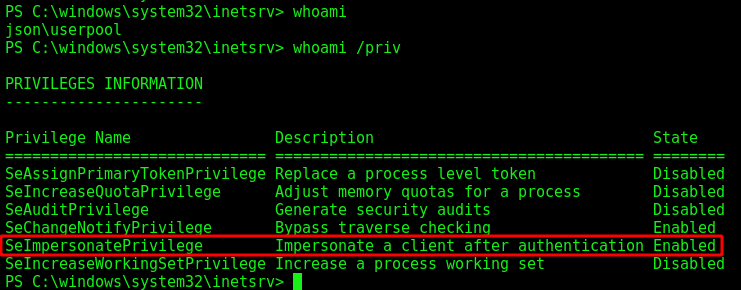 PS C:\windows\system32\inetsrv> whoami
json\userpool
PS C:\windows\system32\inetsrv> whoami /priv
PRIVILEGES INFORMATION
----------------------
Privilege Name                Description                               State
============================= ========================================= ========
SeAssignPrimaryTokenPrivilege Replace a process level token             Disabled
SeIncreaseQuotaPrivilege      Adjust memory quotas for a process        Disabled
SeAuditPrivilege              Generate security audits                  Disabled
SeChangeNotifyPrivilege       Bypass traverse checking                  Enabled
SeImpersonatePrivilege        Impersonate a client after authentication Enabled
SeIncreaseWorkingSetPrivilege Increase a process working set            Disabled
PS C:\windows\system32\inetsrv>